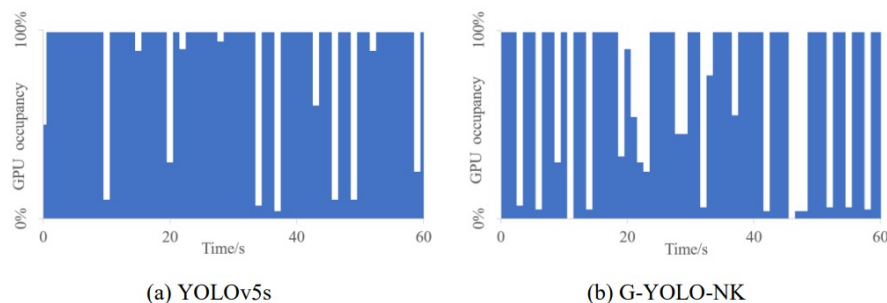 100%
GPU occupancy
0%
0 20 40 60
Time/s
(a) YOLOv5s
100%
GPU occupancy
0%
0 20 40 60
Time/s
(b) G-YOLO-NK